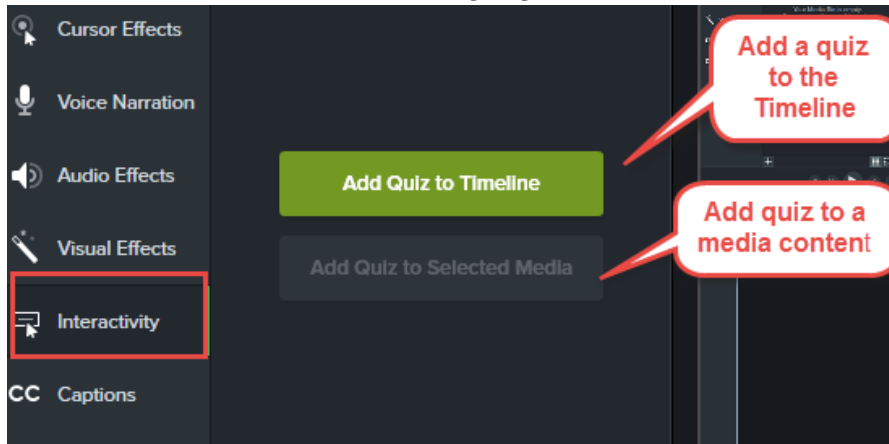 Cursor Effects
Voice Narration
Audio Effects
Visual Effects
Interactivity
CC Captions
Add Quiz to Timeline
Add Quiz to Selected Media
Add a quiz
to the
Timeline
Add quiz to a
media content